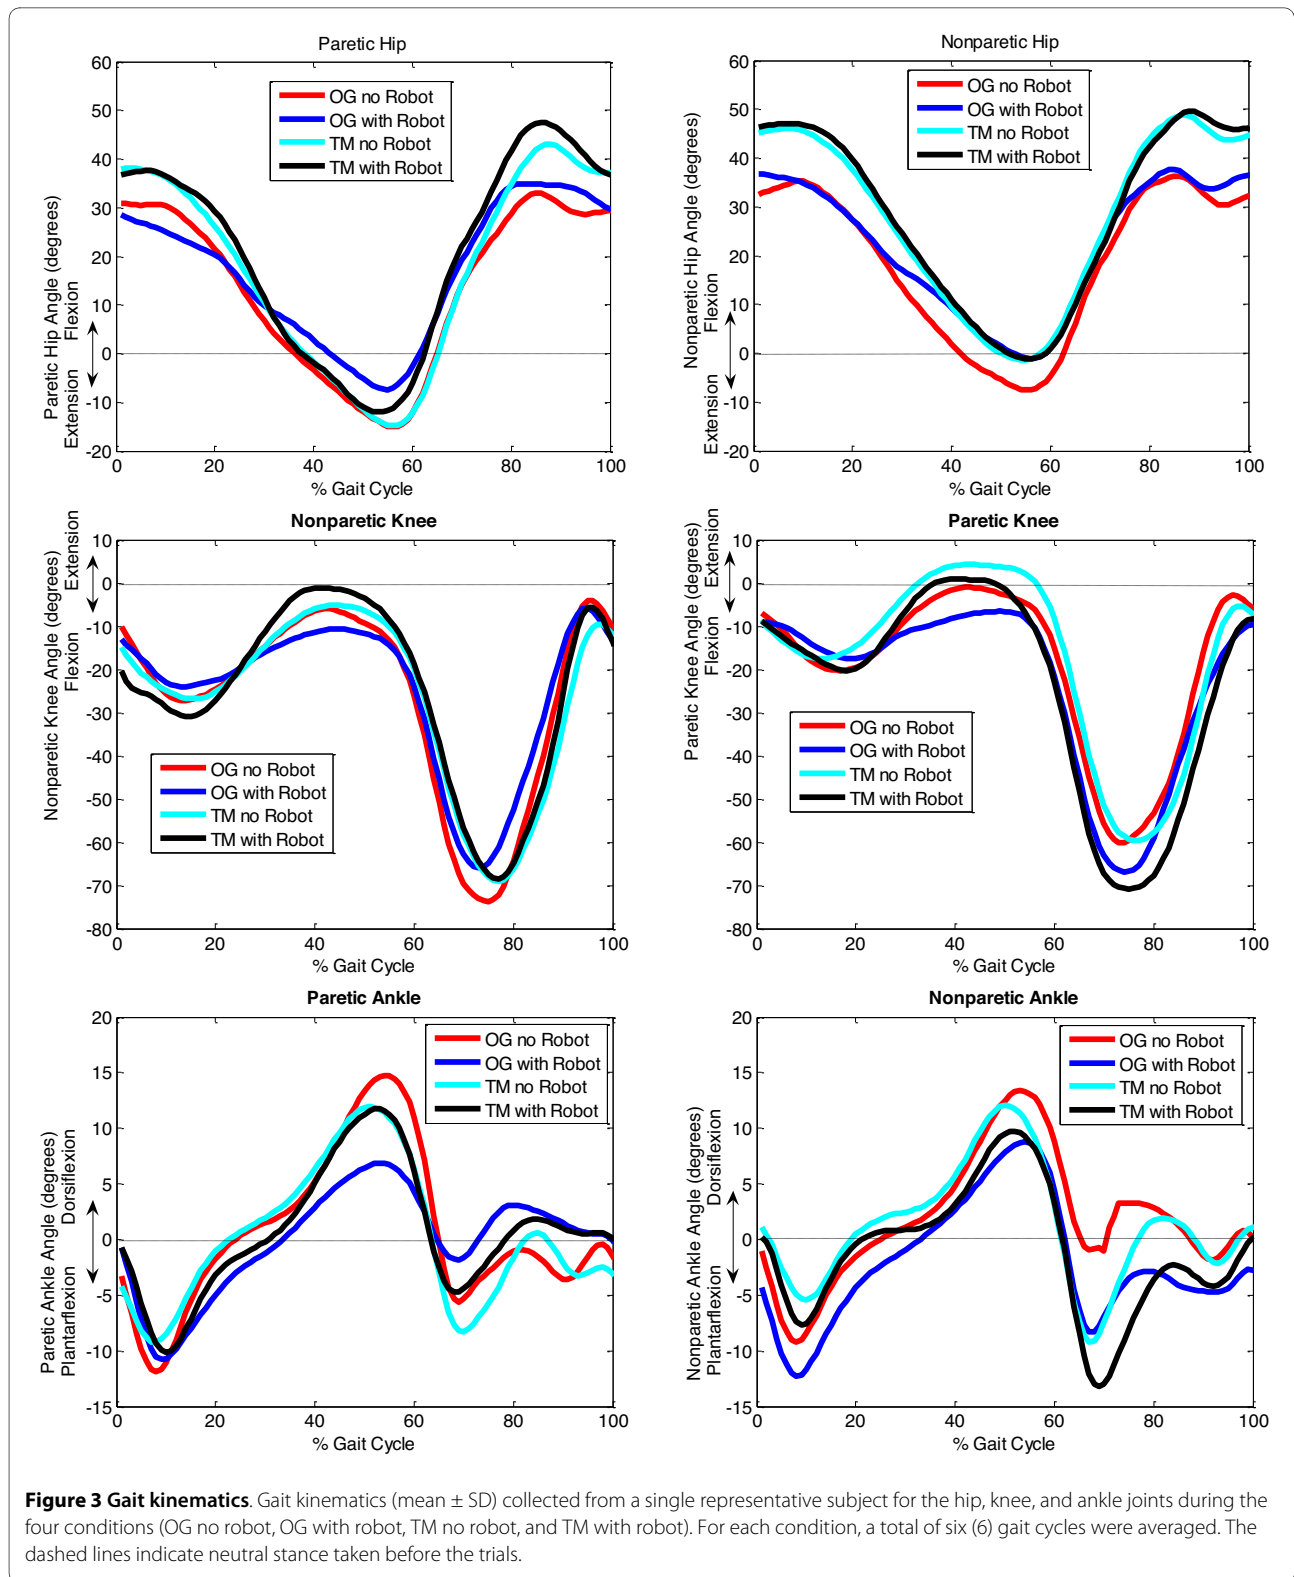 Paretic Hip
60
50
40
30
20
10
0
-10
-20
Paretic Hip Angle (degrees)
Extension Flexion
OG no Robot
OG with Robot
TM no Robot
TM with Robot
0 20 40 60 80 100
% Gait Cycle
Nonparetic Hip
60
50
40
30
20
10
0
-10
-20
Nonparetic Hip Angle (degrees)
Extension Flexion
OG no Robot
OG with Robot
TM no Robot
TM with Robot
0 20 40 60 80 100
% Gait Cycle
Nonparetic Knee
10
0
-10
-20
-30
-40
-50
-60
-70
-80
Nonparetic Knee Angle (degrees)
Flexion Extension
OG no Robot
OG with Robot
TM no Robot
TM with Robot
0 20 40 60 80 100
% Gait Cycle
Paretic Knee
10
0
-10
-20
-30
-40
-50
-60
-70
-80
Paretic Knee Angle (degrees)
Flexion Extension
OG no Robot
OG with Robot
TM no Robot
TM with Robot
0 20 40 60 80 100
% Gait Cycle
Paretic Ankle
20
15
10
5
0
-5
-10
-15
Paretic Ankle Angle (degrees)
Plantarflexion Dorsiflexion
OG no Robot
OG with Robot
TM no Robot
TM with Robot
0 20 40 60 80 100
% Gait Cycle
Nonparetic Ankle
20
15
10
5
0
-5
-10
-15
Nonparetic Ankle Angle (degrees)
Plantarflexion Dorsiflexion
OG no Robot
OG with Robot
TM no Robot
TM with Robot
0 20 40 60 80 100
% Gait Cycle
Figure 3 Gait kinematics. Gait kinematics (mean ± SD) collected from a single representative subject for the hip, knee, and ankle joints during the
four conditions (OG no robot, OG with robot, TM no robot, and TM with robot). For each condition, a total of six (6) gait cycles were averaged. The
dashed lines indicate neutral stance taken before the trials.